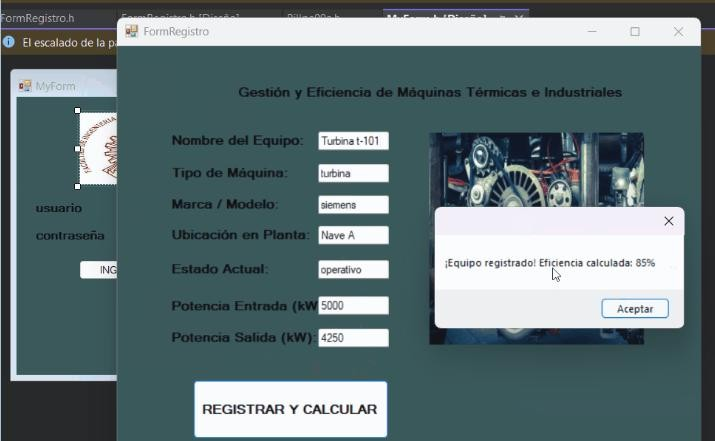 FormRegistro.h
FormRegistro.h [Diseño]
MyForm.h [Diseño]
El escalado de la pa
FormRegistro
MyForm
Gestión y Eficiencia de Máquinas Térmicas e Industriales
usuario
contraseña
ING
Nombre del Equipo: Turbina t-101
Tipo de Máquina: turbina
Marca / Modelo: siemens
Ubicación en Planta: Nave A
Estado Actual: operativo
Potencia Entrada (kW 5000
Potencia Salida (kW): 4250
REGISTRAR Y CALCULAR
¡Equipo registrado! Eficiencia calculada: 85%
Aceptar